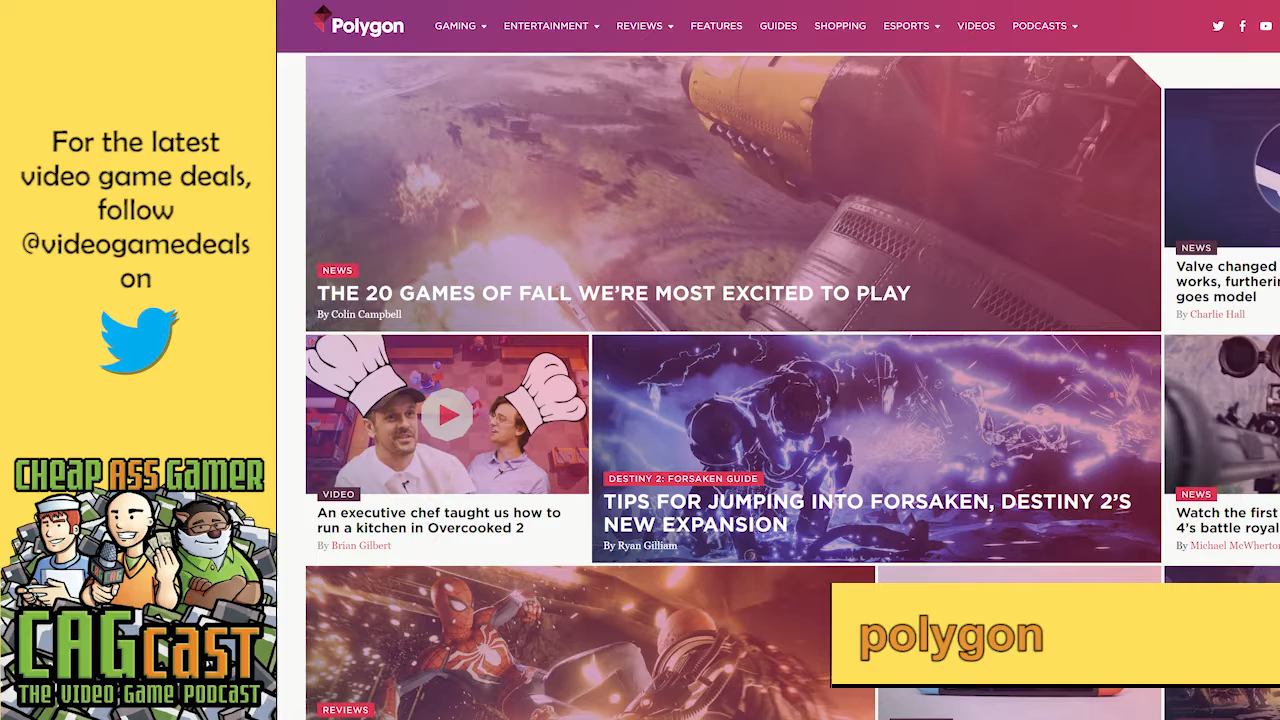 For the latest
video game deals,
follow
@videogamedeals
on
CHEAP ASS GAMER
CAGCAST
THE VIDEO GAME PODCAST
Polygon
GAMING
ENTERTAINMENT
REVIEWS
FEATURES
GUIDES
SHOPPING
ESPORTS
VIDEOS
PODCASTS
NEWS
THE 20 GAMES OF FALL WE'RE MOST EXCITED TO PLAY
By Colin Campbell
NEWS
Valve changed
works, furtherin
goes model
By Charlie Hall
VIDEO
An executive chef taught us how to
run a kitchen in Overcooked 2
By Brian Gilbert
DESTINY 2: FORSAKEN GUIDE
TIPS FOR JUMPING INTO FORSAKEN, DESTINY 2'S
NEW EXPANSION
By Ryan Gilliam
NEWS
Watch the first
4's battle royal
By Michael McWherto
REVIEWS
polygon